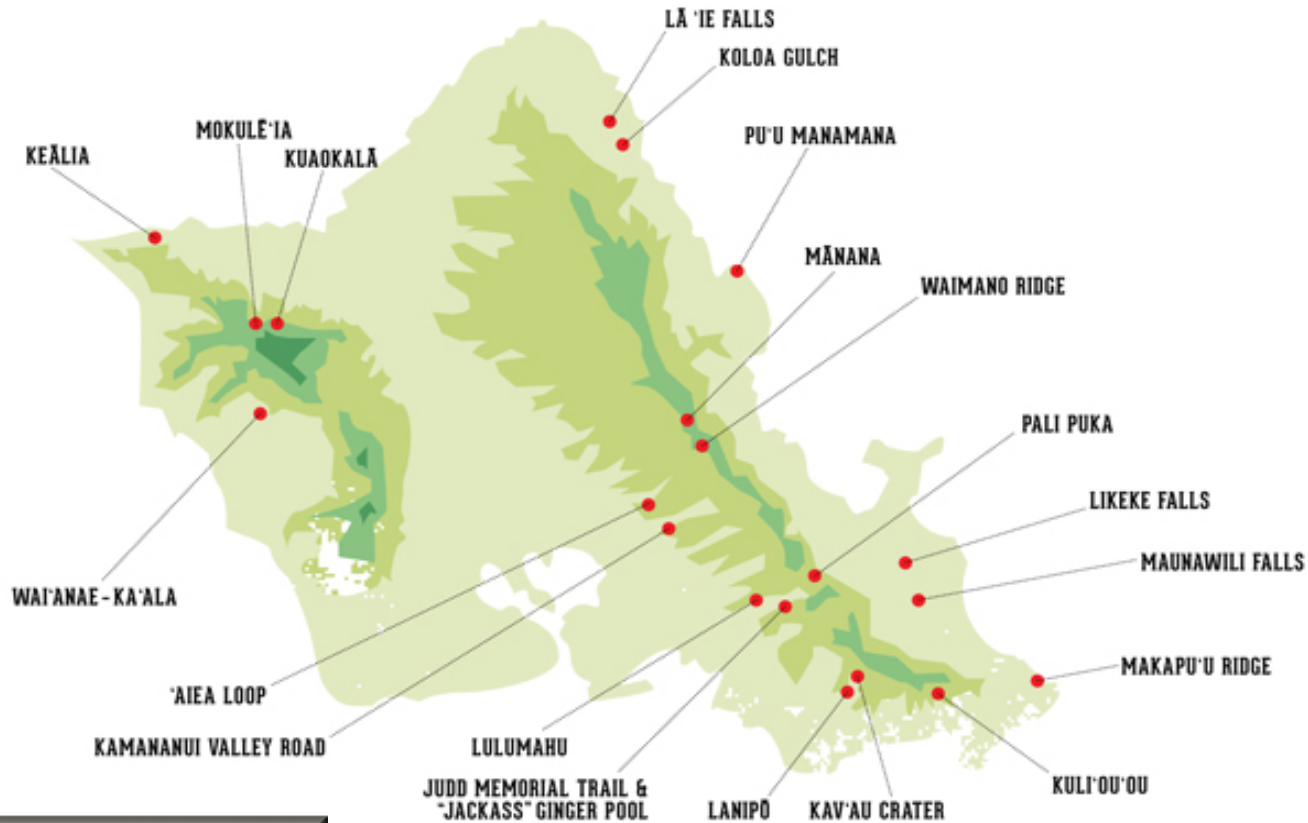 LĀ ‘IE FALLS
KOLOA GULCH
MOKULĒ‘IA
PU‘U MANAMANA
KEĀLIA
KUAOKALĀ
MĀNANA
WAIMANO RIDGE
PALI PUKA
LIKEKE FALLS
MAUNAWILI FALLS
WAI‘ANAE-KA‘ALA
MAKAPU‘U RIDGE
‘AIEA LOOP
KAMANANUI VALLEY ROAD
LULUMAHU
JUDD MEMORIAL TRAIL &
“JACKASS” GINGER POOL
LANIPŌ
KAV‘AU CRATER
KULI‘OU‘OU